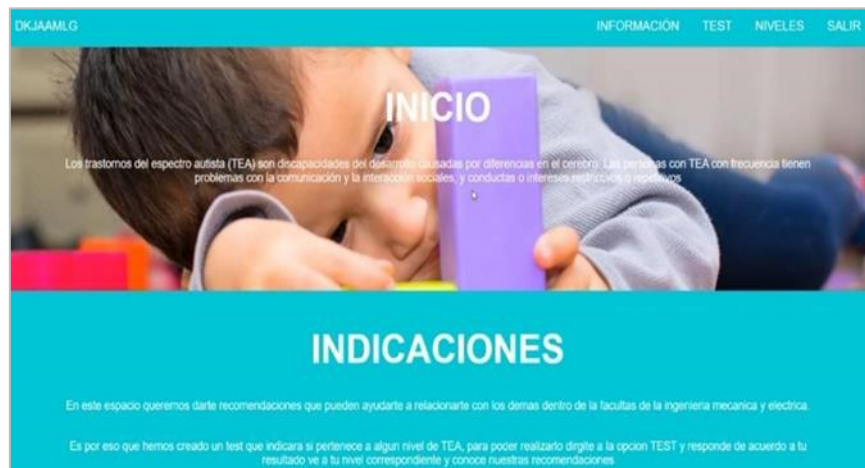 DKJAAMLG INFORMACIÓN TEST NIVELES SALIR
INICIO
Los trastornos del espectro autista (TEA) son discapacidades del desarrollo causadas por diferencias en el cerebro. Las personas con TEA con frecuencia tienen
problemas con la comunicación y la interacción sociales, y conductas o intereses restrictivos o repetitivos
INDICACIONES
En este espacio queremos darte recomendaciones que pueden ayudarte a relacionarte con los demas dentro de la facultas de la ingenieria mecanica y electrica.
Es por eso que hemos creado un test que indicara si pertenece a algun nivel de TEA, para poder realizarlo dirgite a la opcion TEST y responde de acuerdo a tu
resultado ve a tu nivel correspondiente y conoce nuestras recomendaciones